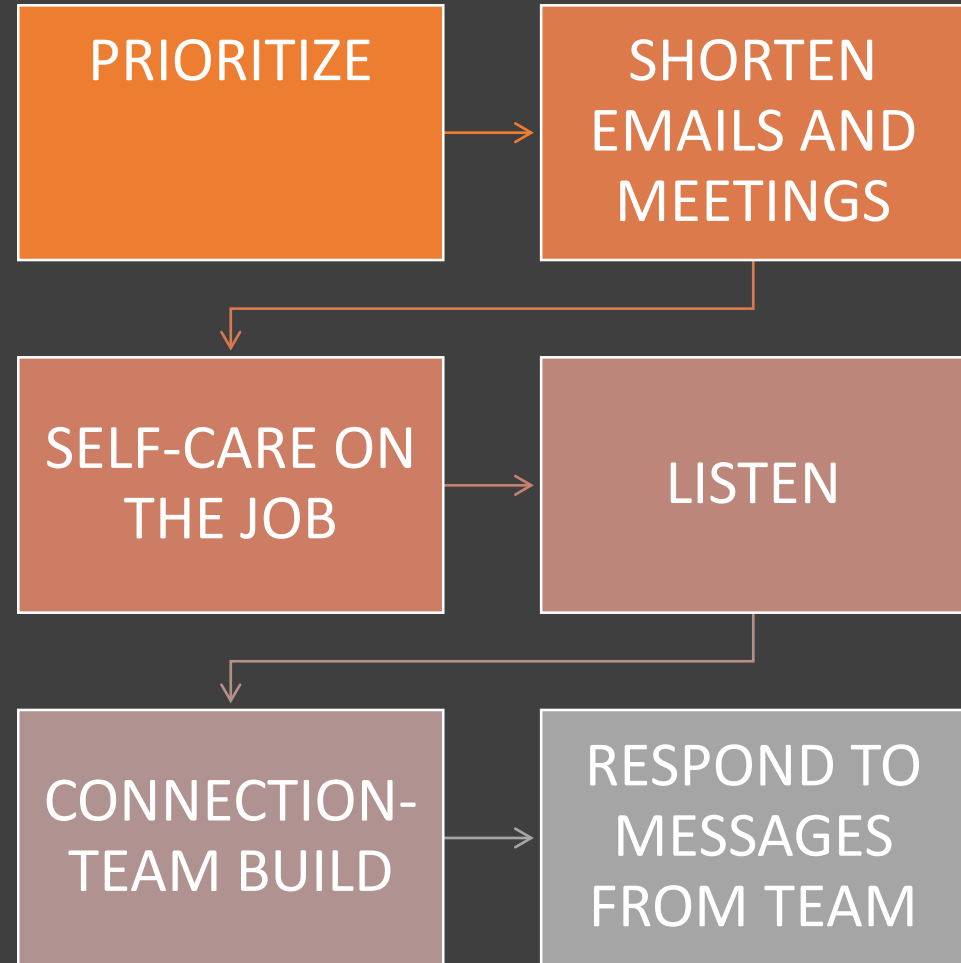 PRIORITIZE
SHORTEN
EMAILS AND
MEETINGS
SELF-CARE ON
THE JOB
LISTEN
CONNECTION-
TEAM BUILD
RESPOND TO
MESSAGES
FROM TEAM